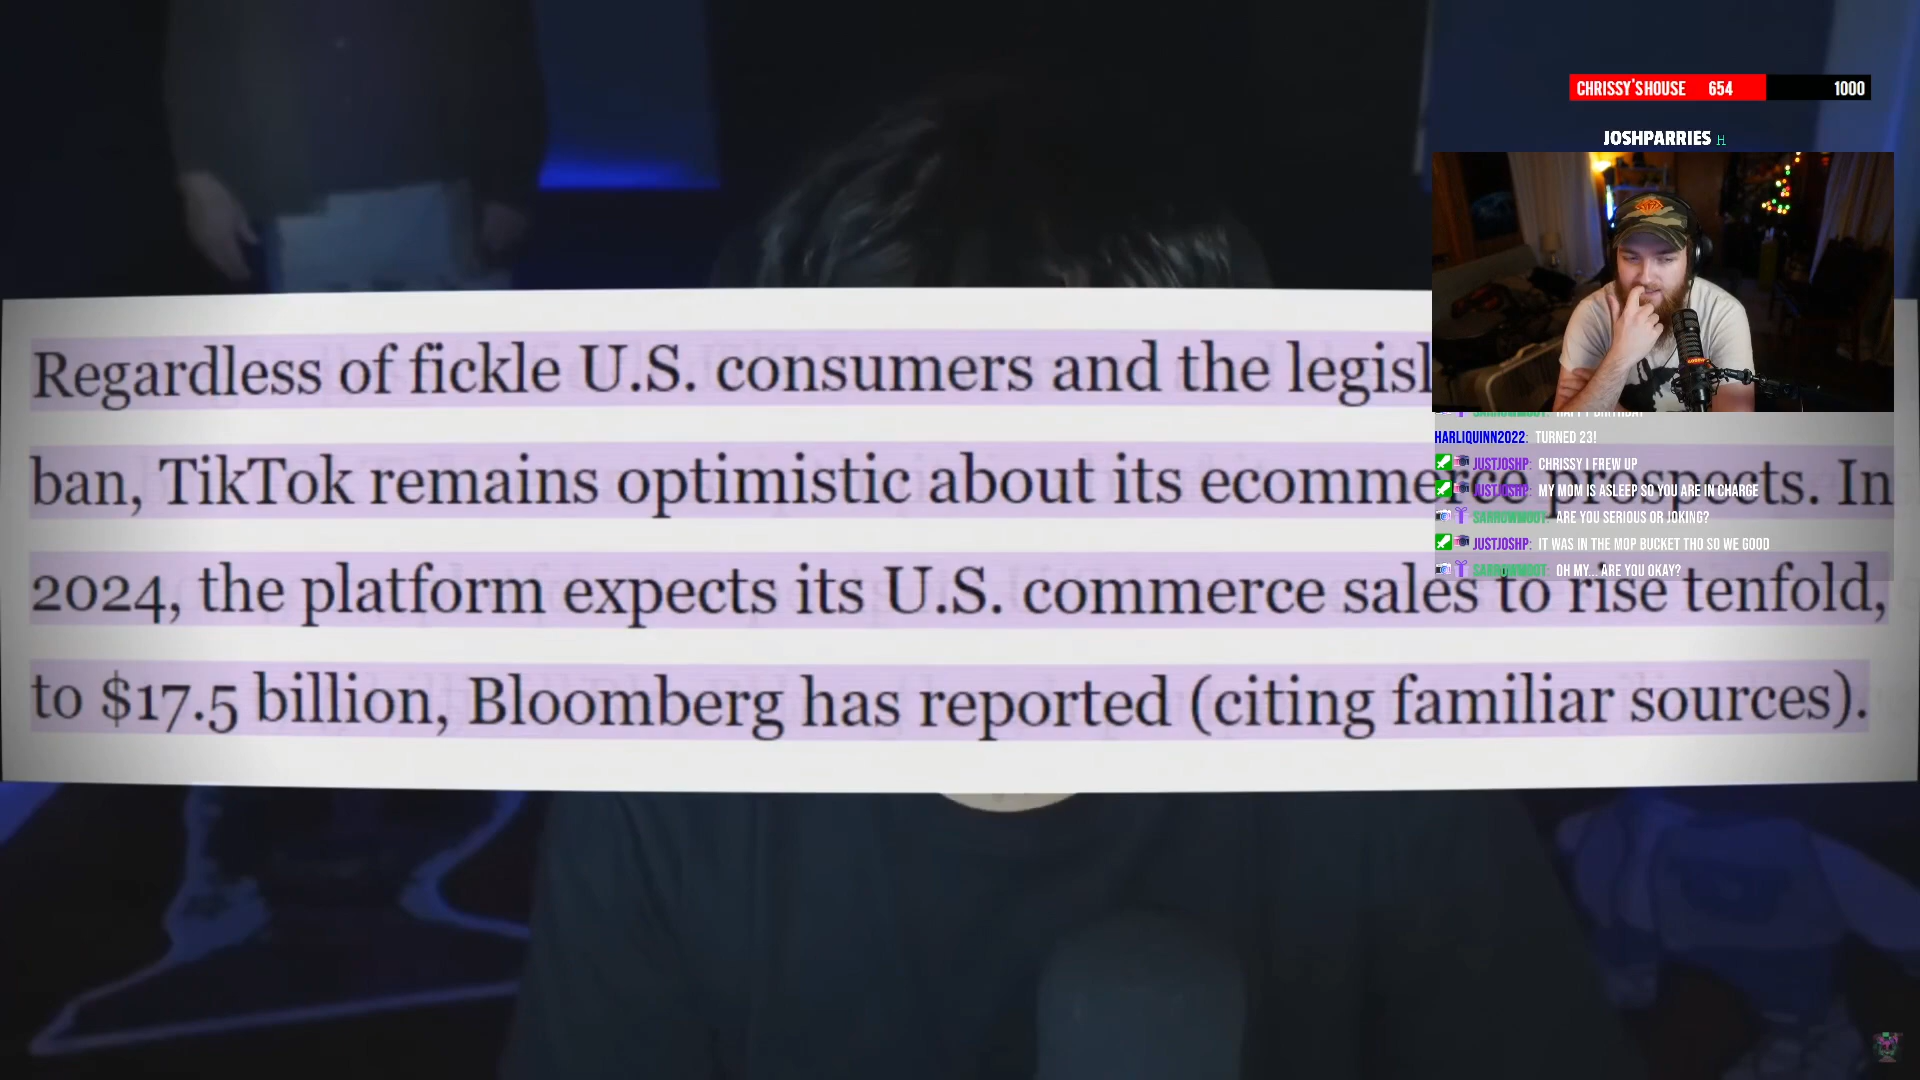 CHRISSY'S HOUSE 654 1000
JOSHPARRIES H
Regardless of fickle U.S. consumers and the legisl
ban, TikTok remains optimistic about its ecommerce prospects. In
2024, the platform expects its U.S. commerce sales to rise tenfold,
to $17.5 billion, Bloomberg has reported (citing familiar sources).
SARROWMOOT: HAPPY BIRTHDAY
HARLIQUINN2022: TURNED 23!
JUSTJOSHP: CHRISSY I FREW UP
JUSTJOSHP: MY MOM IS ASLEEP SO YOU ARE IN CHARGE
ARE YOU SERIOUS OR JOKING?
JUSTJOSHP: IT WAS IN THE MOP BUCKET THO SO WE GOOD
OH MY... ARE YOU OKAY?